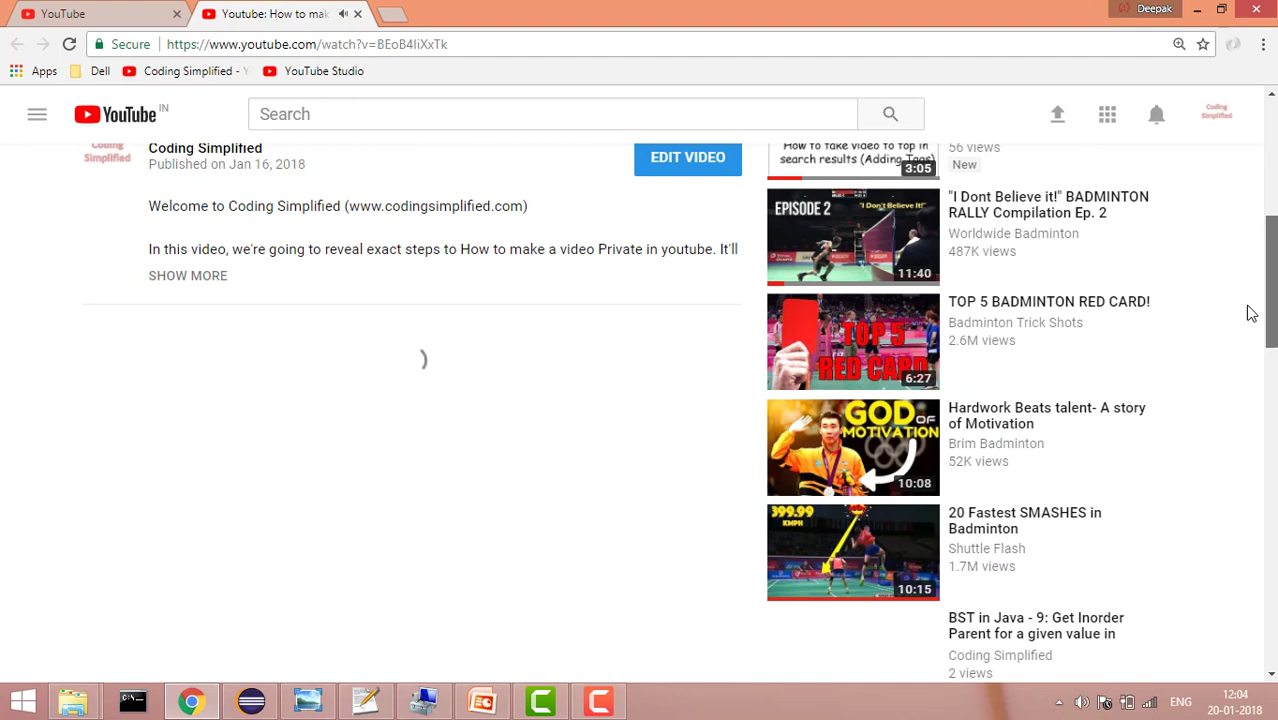 YouTube
Youtube: How to mak
Deepak
Secure
https://www.youtube.com/watch?v=BEoB4IiXxTk
Apps
Dell
Coding Simplified - Y
YouTube Studio
YouTube IN
Search
Coding Simplified
Coding Simplified
Published on Jan 16, 2018
EDIT VIDEO
Welcome to Coding Simplified (www.codingsimplified.com)
In this video, we're going to reveal exact steps to How to make a video Private in youtube. It'll
SHOW MORE
How to take video to top in
search results (Adding Tags)
3:05
56 views
New
EPISODE 2
"I Don't Believe It!"
11:40
"I Dont Believe it!" BADMINTON
RALLY Compilation Ep. 2
Worldwide Badminton
487K views
TOP 5
RED CARD
6:27
TOP 5 BADMINTON RED CARD!
Badminton Trick Shots
2.6M views
GOD OF
MOTIVATION
10:08
Hardwork Beats talent- A story
of Motivation
Brim Badminton
52K views
399.99
KMPH
10:15
20 Fastest SMASHES in
Badminton
Shuttle Flash
1.7M views
BST in Java - 9: Get Inorder
Parent for a given value in
Coding Simplified
2 views
ENG
12:04
20-01-2018